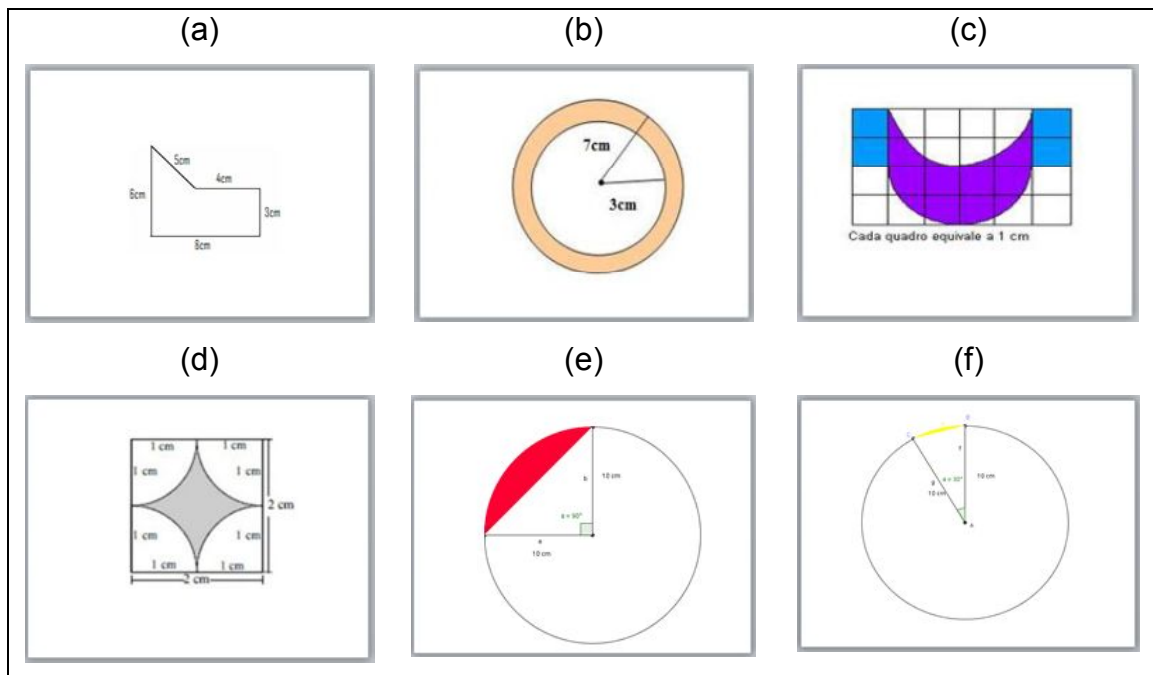 (a)
(b)
(c)
5cm
4cm
6cm
3cm
8cm
7cm
3cm
Cada quadro equivale a 1 cm
(d)
(e)
(f)
1 cm
1 cm
1 cm
1 cm
2 cm
1 cm
1 cm
1 cm
1 cm
2 cm
b
10 cm
a
10 cm
C
B
f
g
10 cm
10 cm